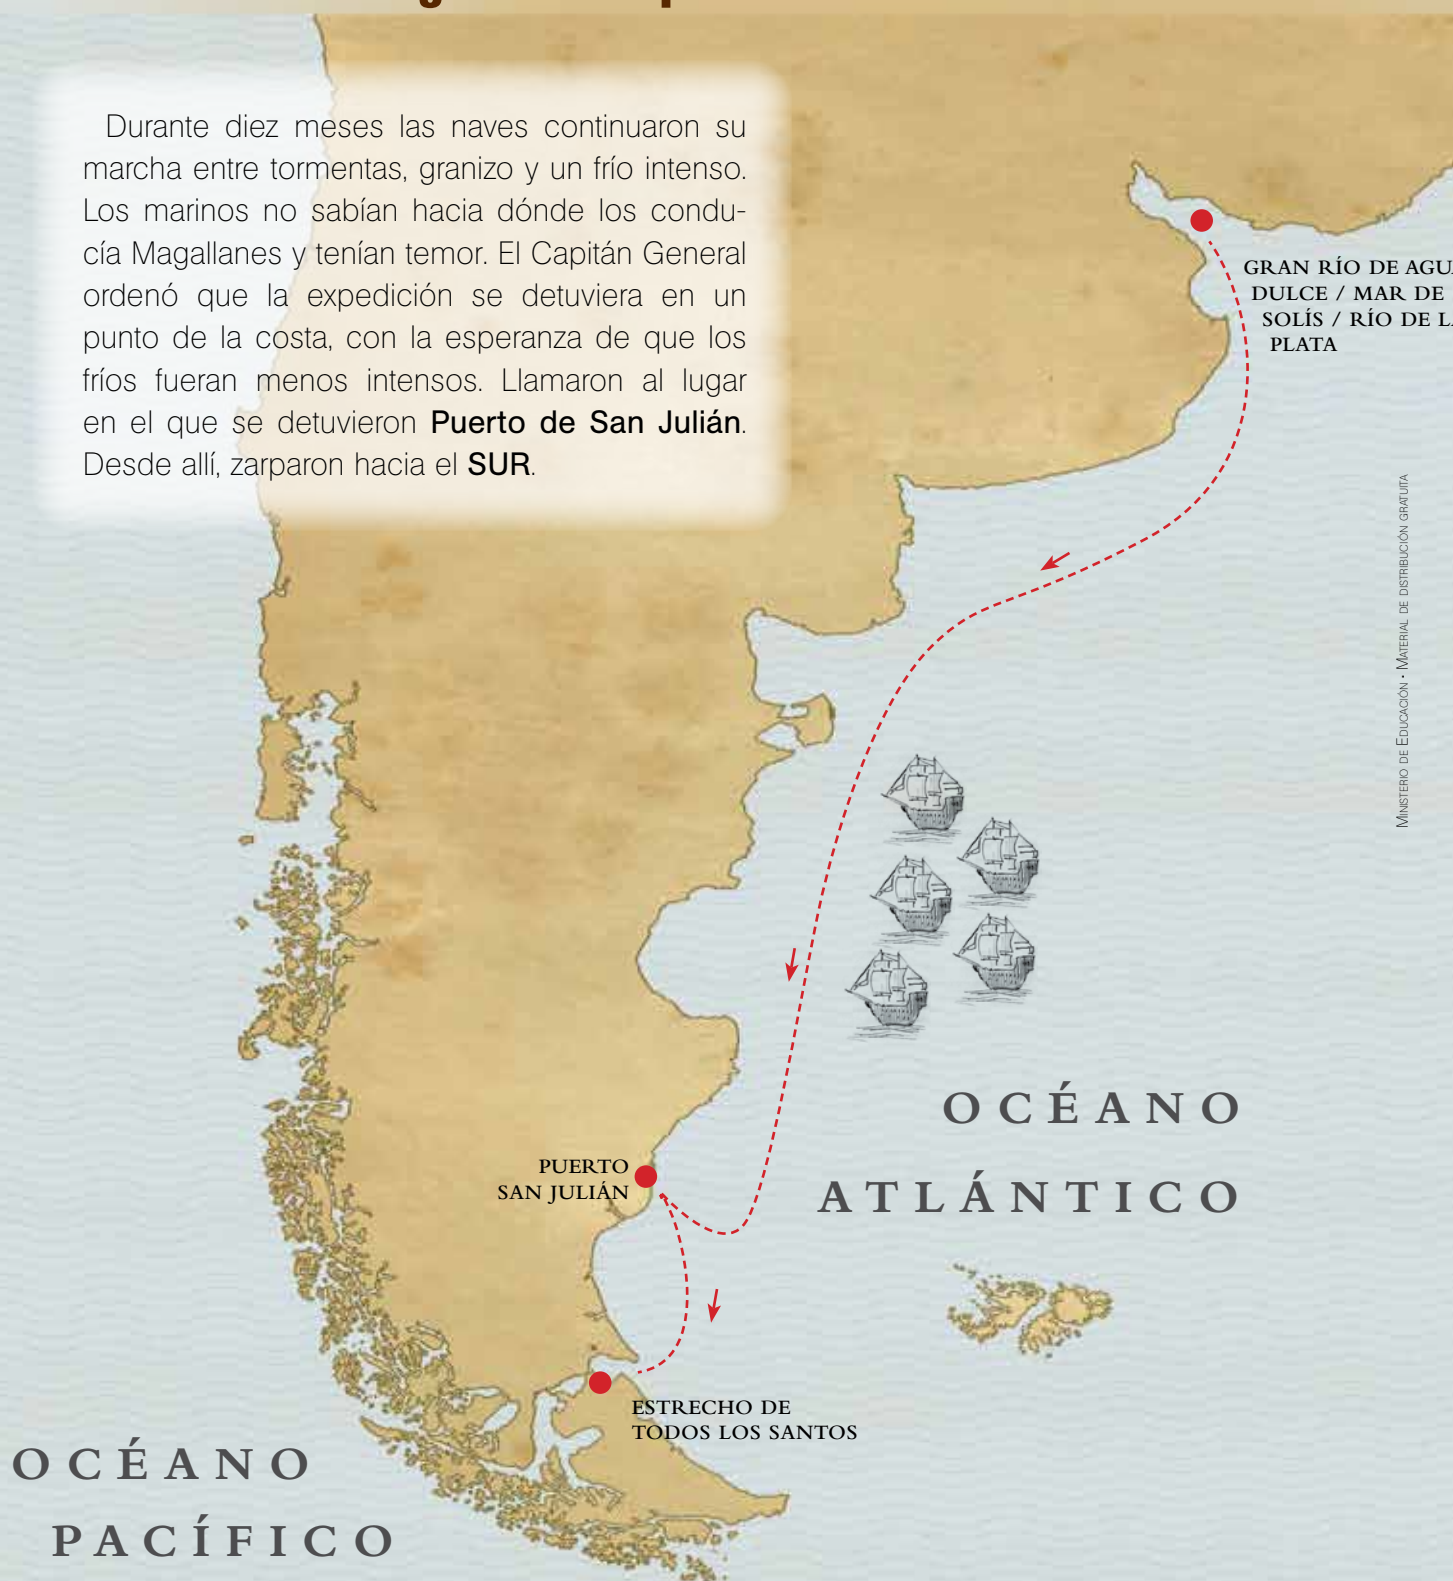 Durante diez meses las naves continuaron su
marcha entre tormentas, granizo y un frío intenso.
Los marinos no sabían hacia dónde los condu-
cía Magallanes y tenían temor. El Capitán General
ordenó que la expedición se detuviera en un
punto de la costa, con la esperanza de que los
fríos fueran menos intensos. Llamaron al lugar
en el que se detuvieron Puerto de San Julián.
Desde allí, zarparon hacia el SUR.
GRAN RÍO DE AGU
DULCE / MAR DE
SOLÍS / RÍO DE L
PLATA
MINISTERIO DE EDUCACIÓN • MATERIAL DE DISTRIBUCIÓN GRATUITA
OCÉANO
ATLÁNTICO
PUERTO
SAN JULIÁN
ESTRECHO DE
TODOS LOS SANTOS
OCÉANO
PACÍFICO